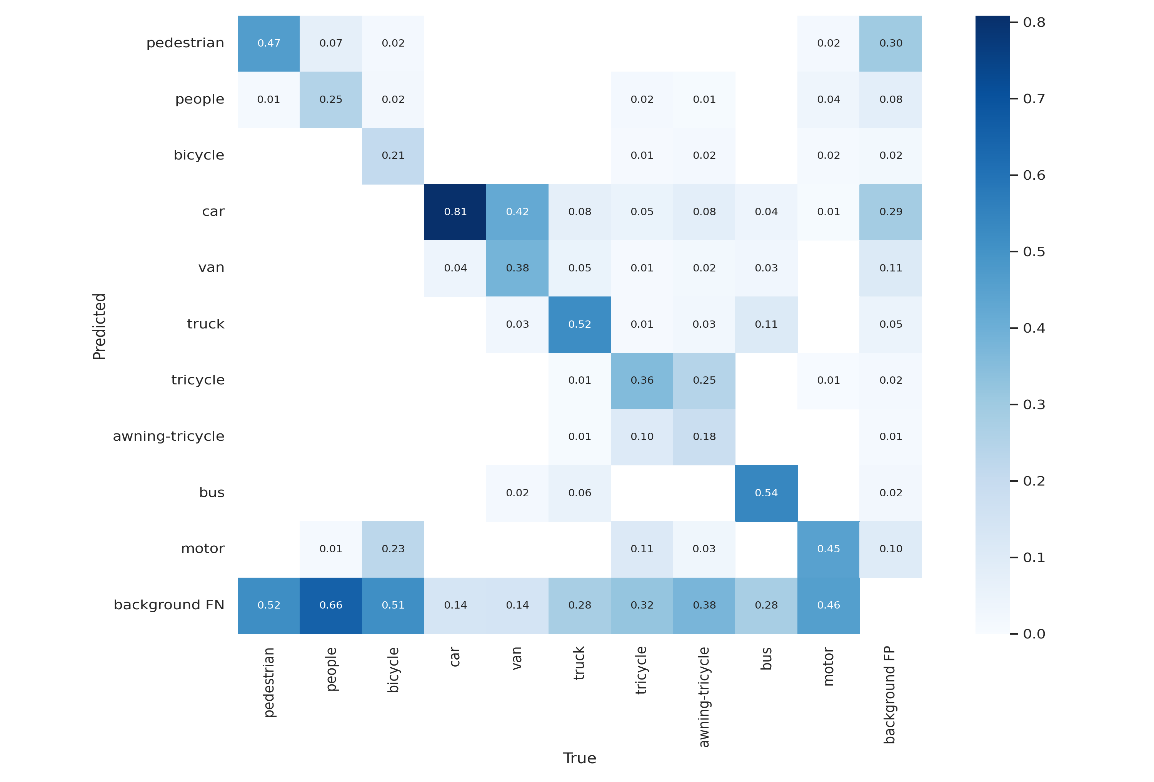 pedestrian 0.47 0.07 0.02 0.02 0.30
people 0.01 0.25 0.02 0.02 0.01 0.04 0.08
bicycle 0.21 0.01 0.02 0.02 0.02
car 0.81 0.42 0.08 0.05 0.08 0.04 0.01 0.29
van 0.04 0.38 0.05 0.01 0.02 0.03 0.11
truck 0.03 0.52 0.01 0.03 0.11 0.05
tricycle 0.01 0.36 0.25 0.01 0.02
awning-tricycle 0.01 0.10 0.18 0.01
bus 0.02 0.06 0.54 0.02
motor 0.01 0.23 0.11 0.03 0.45 0.10
background FN 0.52 0.66 0.51 0.14 0.14 0.28 0.32 0.38 0.28 0.46
Predicted
pedestrian
people
bicycle
car
van
truck
tricycle
awning-tricycle
bus
motor
background FP
True
0.8
0.7
0.6
0.5
0.4
0.3
0.2
0.1
0.0